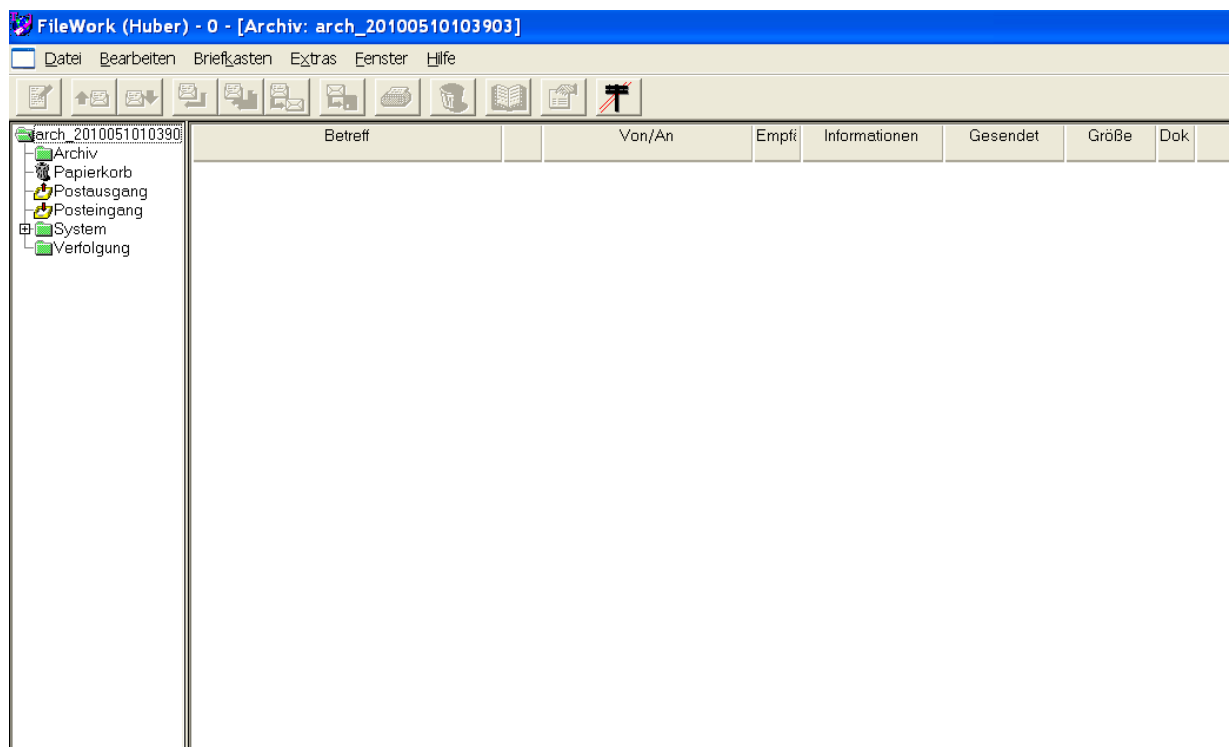 FileWork (Huber) - 0 - [Archiv: arch_20100510103903]
Datei Bearbeiten Briefkasten Extras Fenster Hilfe
arch_2010051010390
Betreff Von/An Empfä Informationen Gesendet Größe Dok
Archiv
Papierkorb
Postausgang
Posteingang
System
Verfolgung